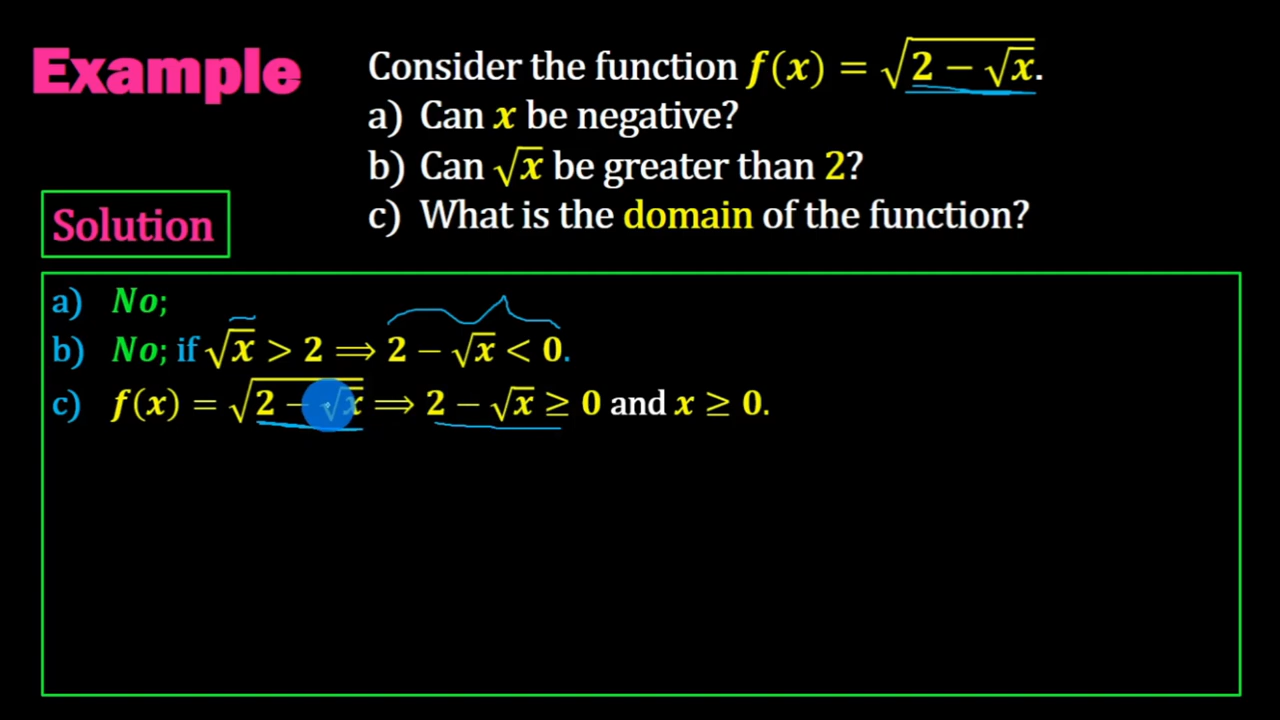 Example
Consider the function f(x) = √(2 − √x).
a) Can x be negative?
b) Can √x be greater than 2?
c) What is the domain of the function?
Solution
a) No;
b) No; if √x > 2 ⟹ 2 − √x < 0.
c) f(x) = √(2 − √x) ⟹ 2 − √x ≥ 0 and x ≥ 0.